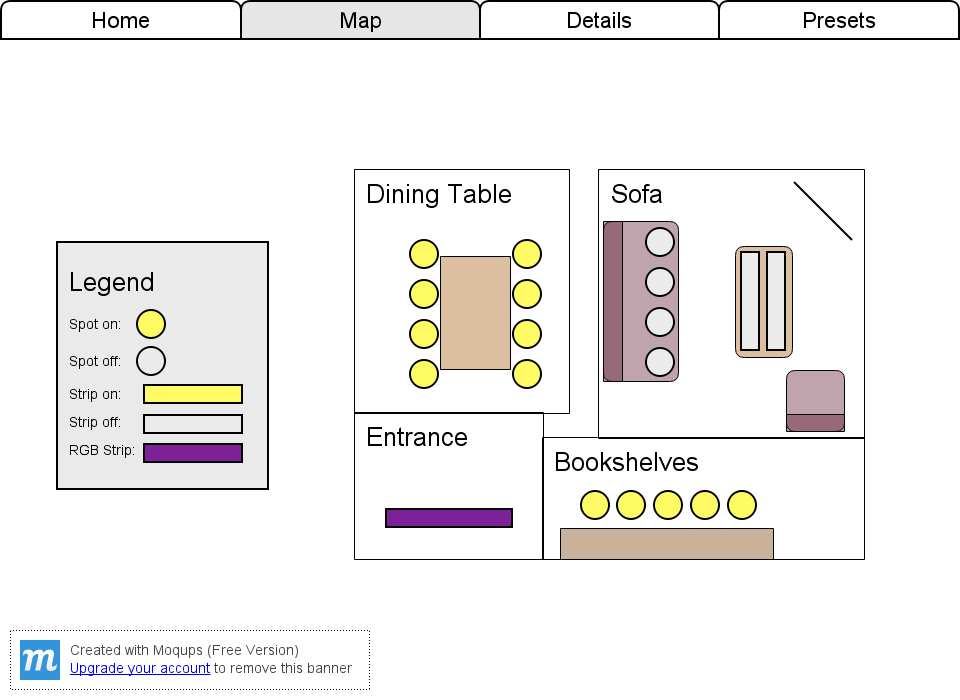 Home
Map
Details
Presets
Dining Table
Sofa
Legend
Spot on:
Spot off:
Strip on:
Strip off:
RGB Strip:
Entrance
Bookshelves
m
Created with Moqups (Free Version)
Upgrade your account to remove this banner